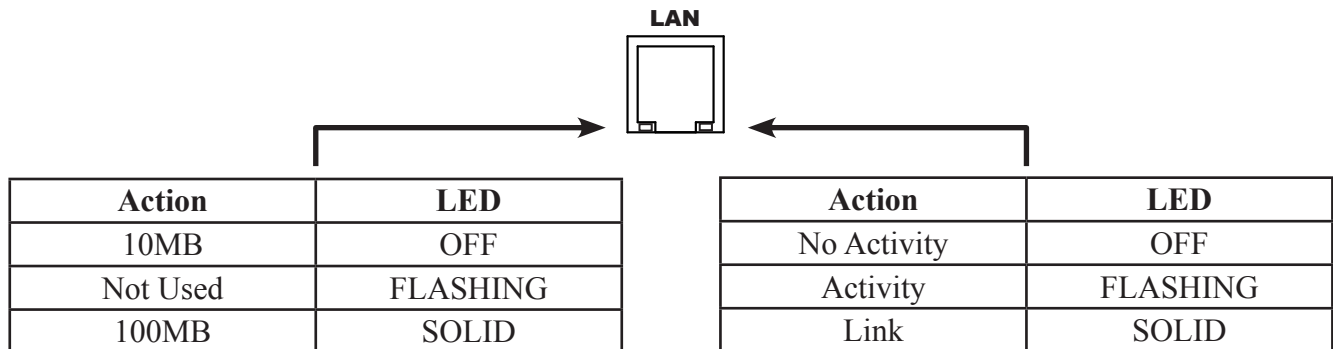 LAN
Action LED
10MB OFF
Not Used FLASHING
100MB SOLID
Action LED
No Activity OFF
Activity FLASHING
Link SOLID